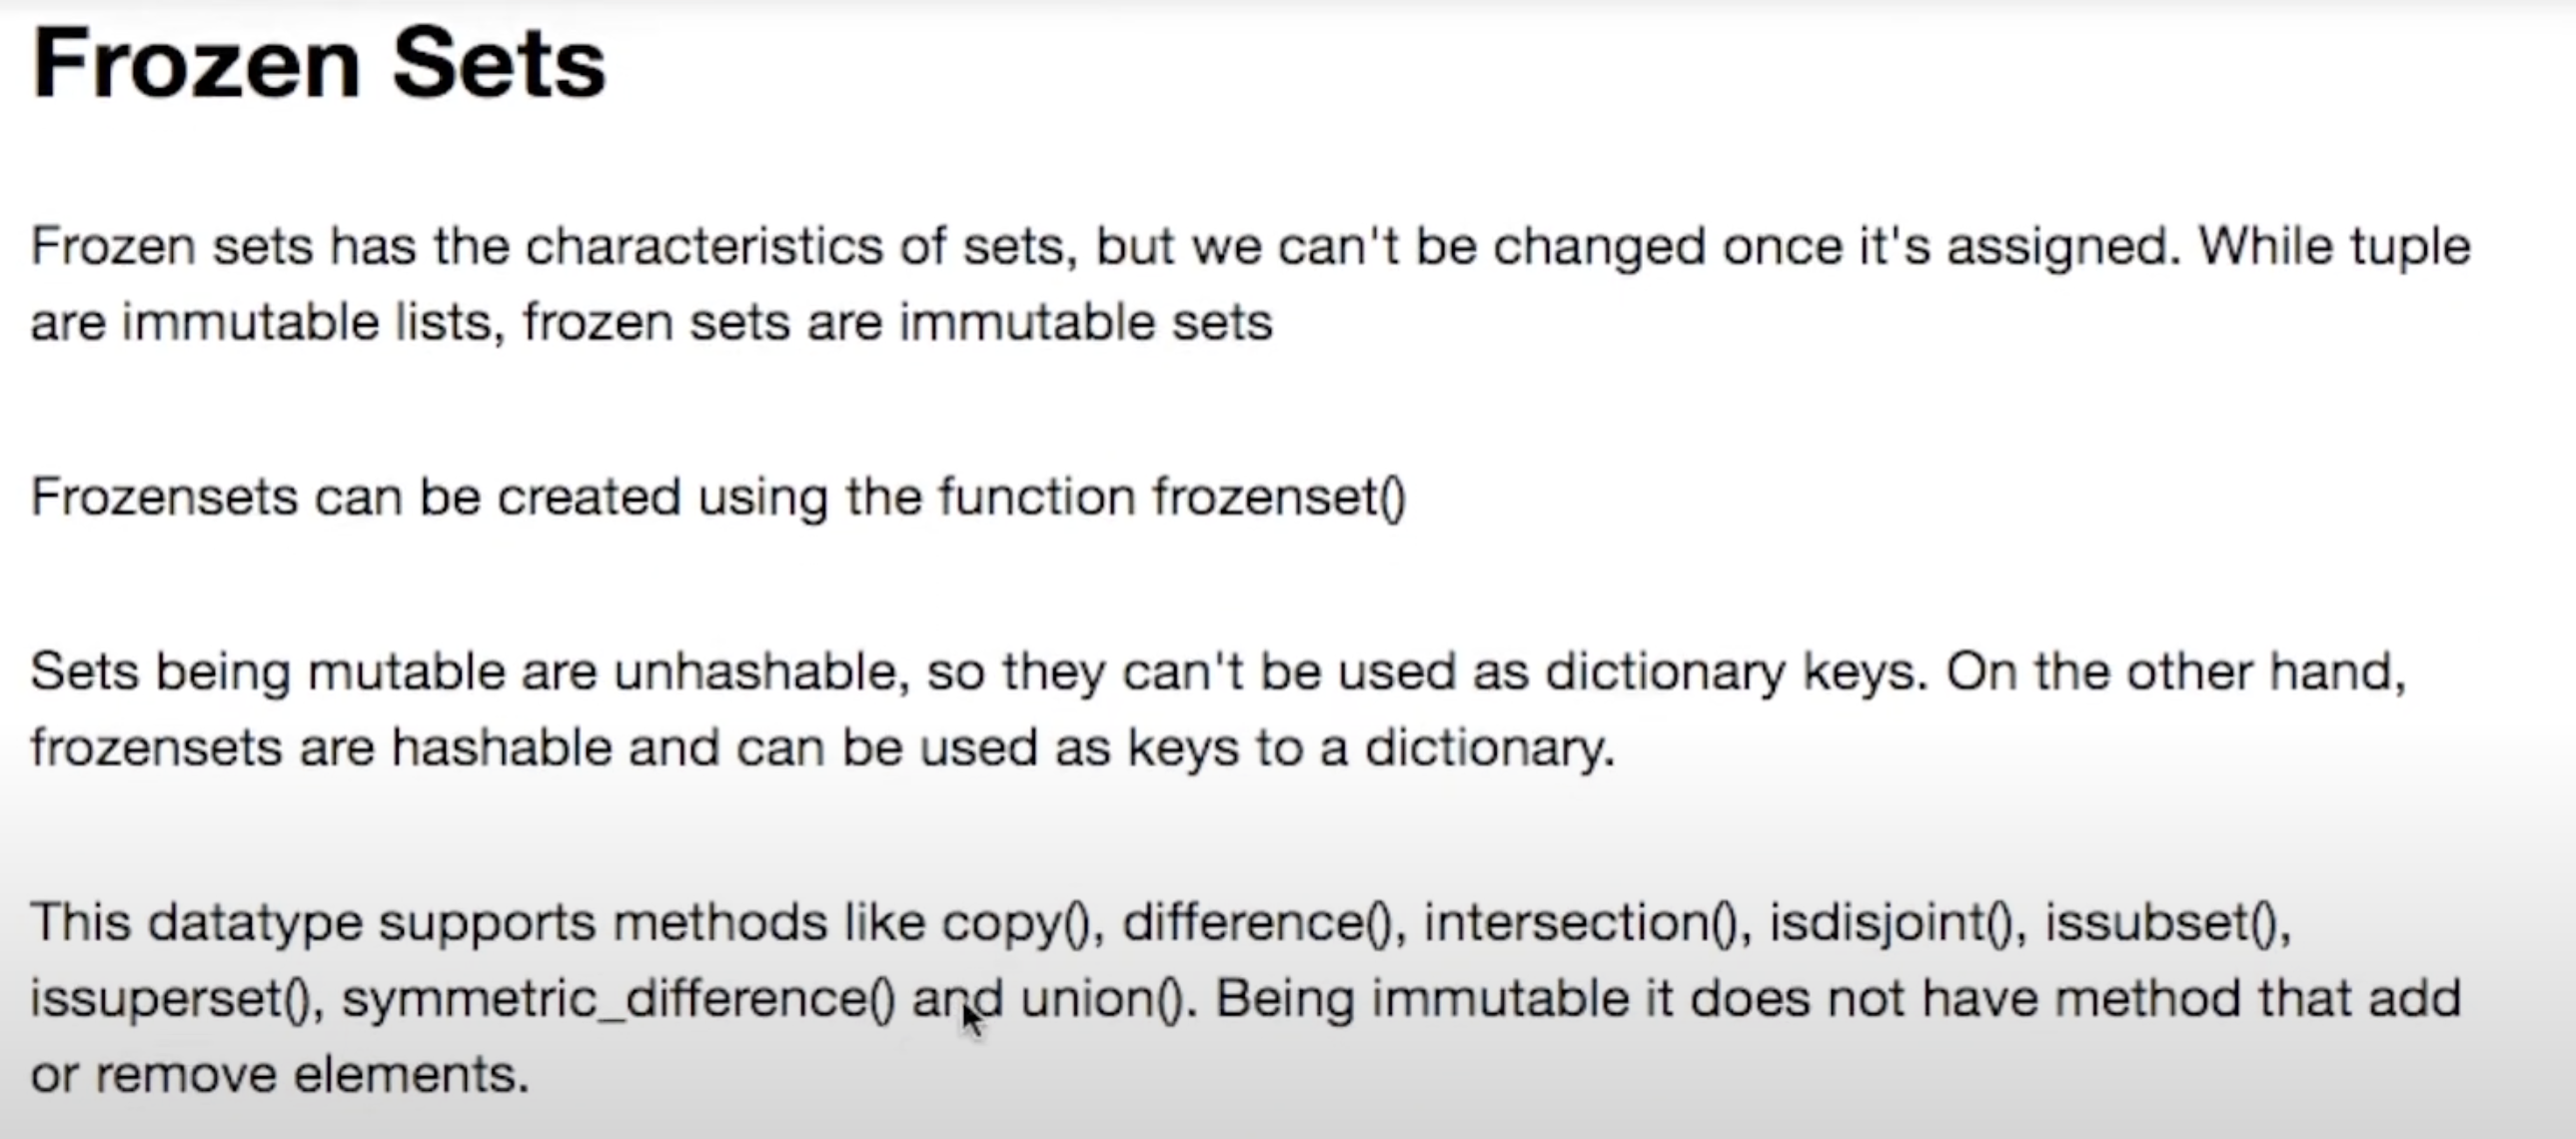 Frozen Sets
Frozen sets has the characteristics of sets, but we can't be changed once it's assigned. While tuple
are immutable lists, frozen sets are immutable sets
Frozensets can be created using the function frozenset()
Sets being mutable are unhashable, so they can't be used as dictionary keys. On the other hand,
frozensets are hashable and can be used as keys to a dictionary.
This datatype supports methods like copy(), difference(), intersection(), isdisjoint(), issubset(),
issuperset(), symmetric_difference() and union(). Being immutable it does not have method that add
or remove elements.